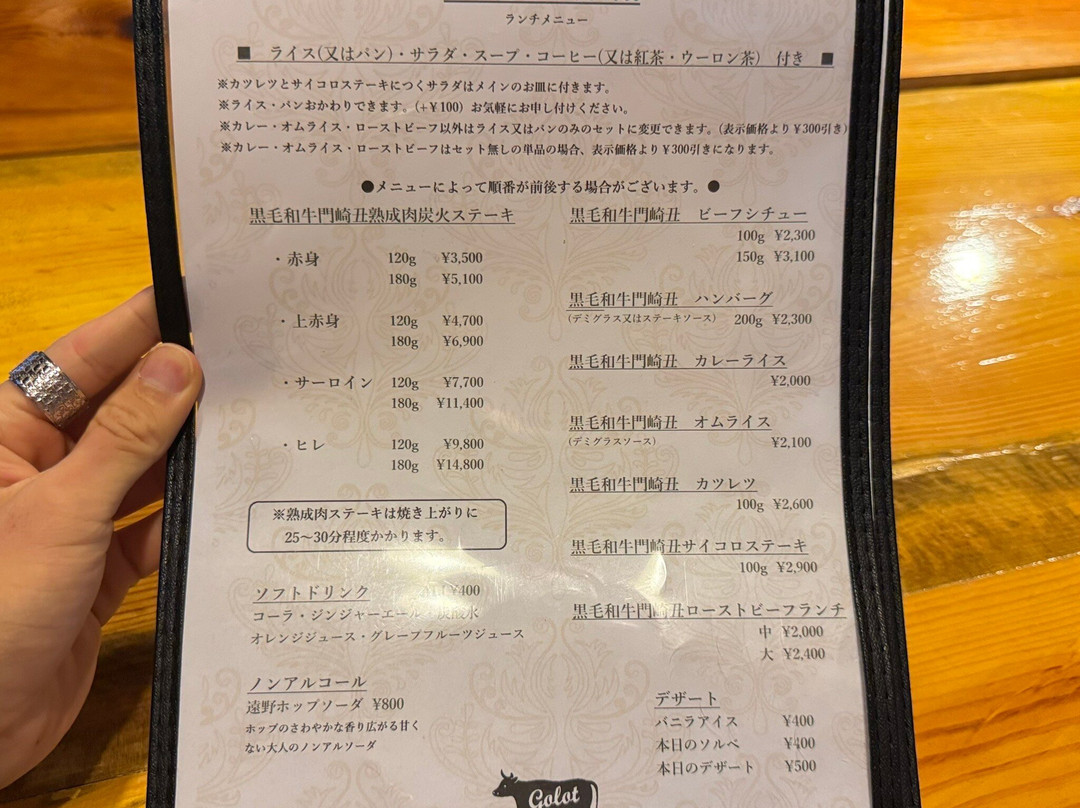 ランチメニュー
■ ライス(又はパン)・サラダ・スープ・コーヒー(又は紅茶・ウーロン茶) 付き ■
※カツレツとサイコロステーキにつくサラダはメインのお皿に付きます。
※ライス・パンおかわりできます。(+￥100) お気軽にお申し付けください。
※カレー・オムライス・ローストビーフ以外はライス又はパンのみのセットに変更できます。(表示価格より￥300引き)
※カレー・オムライス・ローストビーフはセット無しの単品の場合、表示価格より￥300引きになります。
●メニューによって順番が前後する場合がございます。●
黒毛和牛門崎丑熟成肉炭火ステーキ
・赤身 120g ¥3,500
180g ¥5,100
・上赤身 120g ¥4,700
180g ¥6,900
・サーロイン 120g ¥7,700
180g ¥11,400
・ヒレ 120g ¥9,800
180g ¥14,800
※熟成肉ステーキは焼き上がりに
25～30分程度かかります。
ソフトドリンク All ¥400
コーラ・ジンジャーエール・炭酸水
オレンジジュース・グレープフルーツジュース
ノンアルコール
遠野ホップソーダ ¥800
ホップのさわやかな香り広がる甘く
ない大人のノンアルソーダ
黒毛和牛門崎丑 ビーフシチュー
100g ¥2,300
150g ¥3,100
黒毛和牛門崎丑 ハンバーグ
(デミグラス又はステーキソース) 200g ¥2,300
黒毛和牛門崎丑 カレーライス
¥2,000
黒毛和牛門崎丑 オムライス
(デミグラスソース) ¥2,100
黒毛和牛門崎丑 カツレツ
100g ¥2,600
黒毛和牛門崎丑サイコロステーキ
100g ¥2,900
黒毛和牛門崎丑ローストビーフランチ
中 ¥2,000
大 ¥2,400
デザート
バニラアイス ¥400
本日のソルベ ¥400
本日のデザート ¥500
Golot